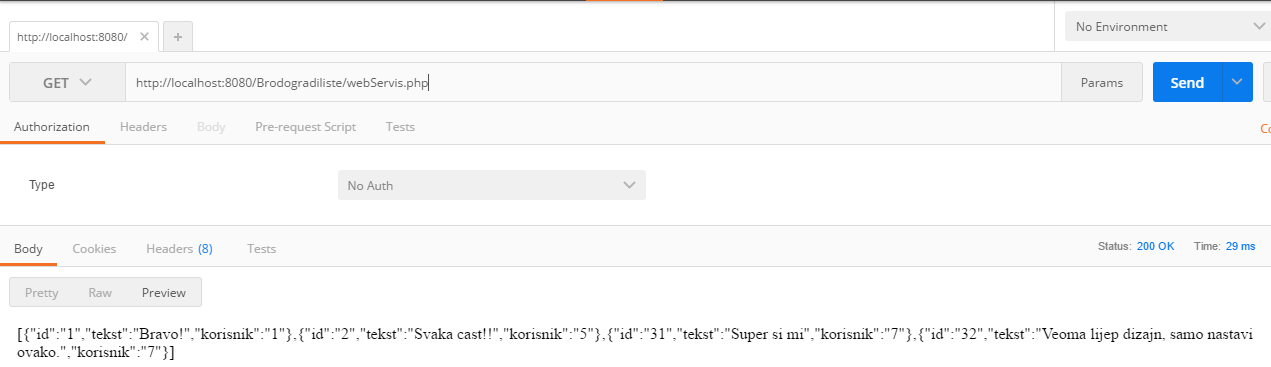 http://localhost:8080/
No Environment
GET http://localhost:8080/Brodogradiliste/webServis.php Params Send
Authorization Headers Body Pre-request Script Tests
Type No Auth
Body Cookies Headers (8) Tests Status: 200 OK Time: 29 ms
Pretty Raw Preview
[{"id":"1","tekst":"Bravo!","korisnik":"1"},{"id":"2","tekst":"Svaka cast!!","korisnik":"5"},{"id":"31","tekst":"Super si mi","korisnik":"7"},{"id":"32","tekst":"Veoma lijep dizajn, samo nastavi
ovako.","korisnik":"7"}]